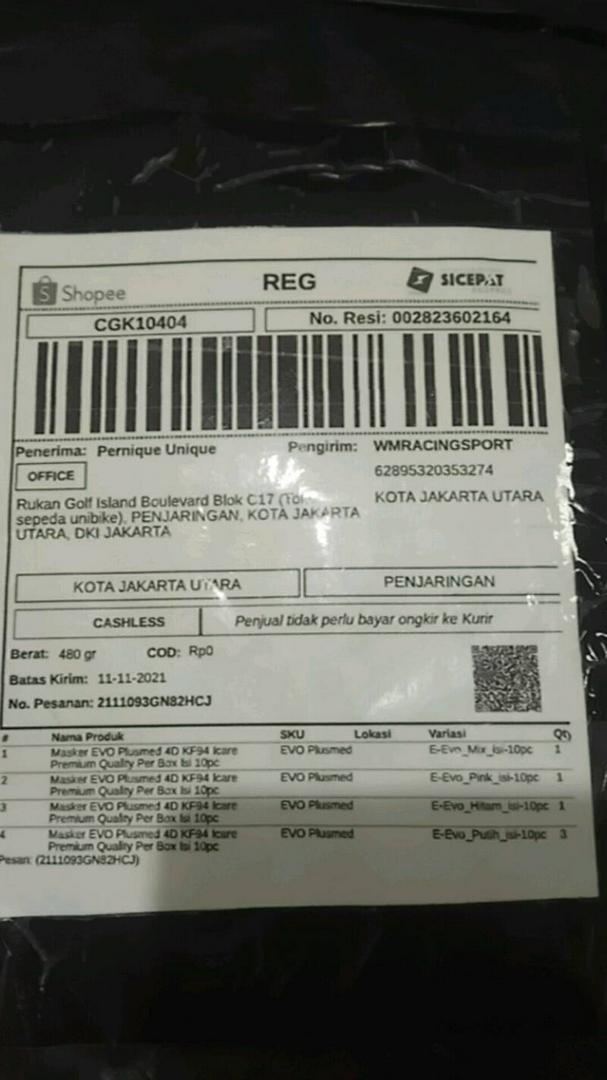 Shopee
REG
SICEPAT
CGK10404
No. Resi: 002823602164
Penerima: Pernique Unique
Pengirim: WMRACINGSPORT
OFFICE
62895320353274
Rukan Golf Island Boulevard Blok C17
KOTA JAKARTA UTARA
sepeda unibike), PENJARINGAN, KOTA JAKARTA
UTARA, DKI JAKARTA
KOTA JAKARTA UTARA
PENJARINGAN
CASHLESS
Penjual tidak perlu bayar ongkir ke Kurir
Berat: 480 gr COD: Rp0
Batas Kirim: 11-11-2021
No. Pesanan: 2111093GN82HCJ
# Nama Produk SKU Lokasi Variasi Qty
1 Masker EVO Plusmed 4D KF94 Icare EVO Plusmed E-Evo_Mix_isi-10pc 1
Premium Quality Per Box Isi 10pc
2 Masker EVO Plusmed 4D KF94 Icare EVO Plusmed E-Evo_Pink_isi-10pc 1
Premium Quality Per Box Isi 10pc
3 Masker EVO Plusmed 4D KF94 Icare EVO Plusmed E-Evo_Hitam_isi-10pc 1
Premium Quality Per Box Isi 10pc
4 Masker EVO Plusmed 4D KF94 Icare EVO Plusmed E-Evo_Putih_isi-10pc 3
Premium Quality Per Box Isi 10pc
Pesan: (2111093GN82HCJ)